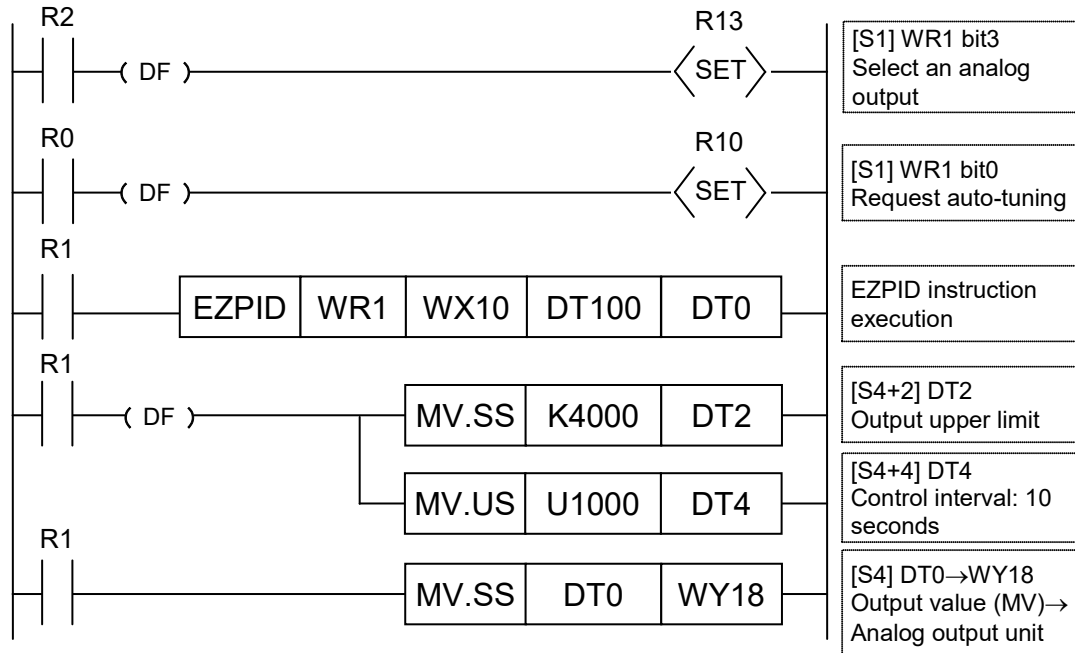 R2
R13
( DF )
SET
[S1] WR1 bit3
Select an analog
output
R0
R10
( DF )
SET
[S1] WR1 bit0
Request auto-tuning
R1
EZPID WR1 WX10 DT100 DT0
EZPID instruction
execution
R1
( DF )
MV.SS K4000 DT2
[S4+2] DT2
Output upper limit
MV.US U1000 DT4
[S4+4] DT4
Control interval: 10
seconds
R1
MV.SS DT0 WY18
[S4] DT0→WY18
Output value (MV)→
Analog output unit